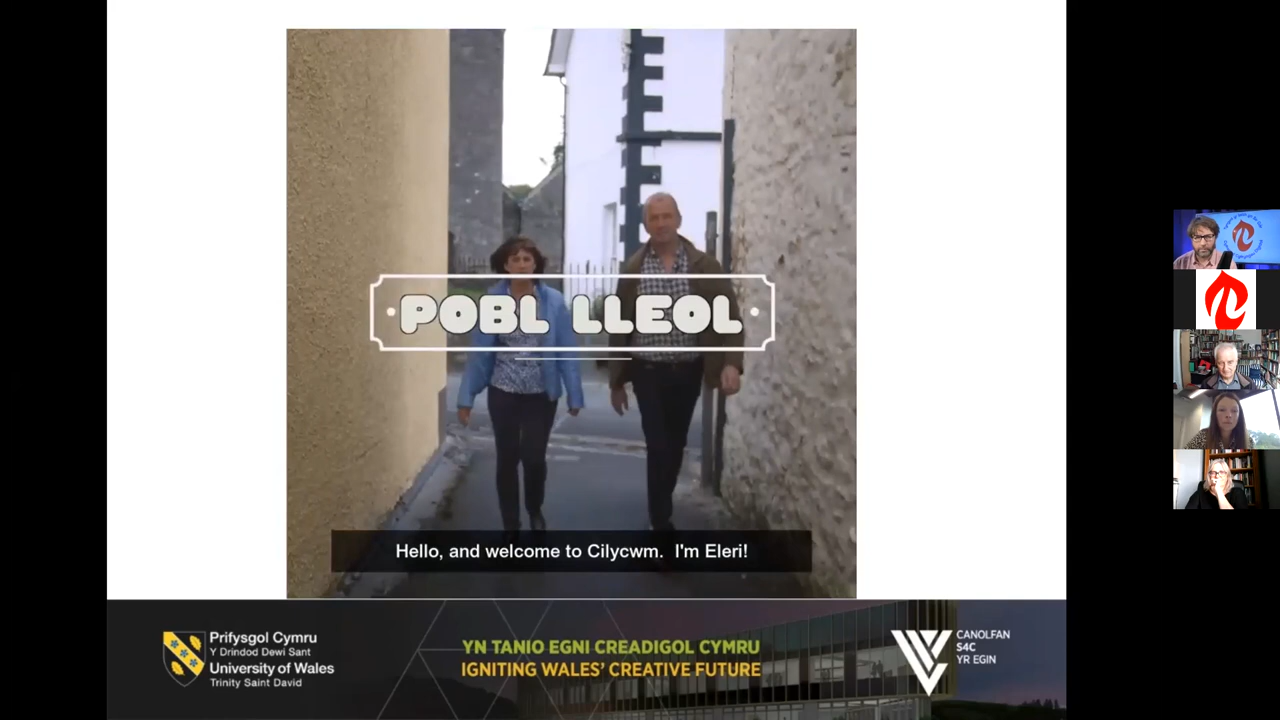 POBL LLEOL
Hello, and welcome to Cilycwm. I'm Eleri!
Prifysgol Cymru
Y Drindod Dewi Sant
University of Wales
Trinity Saint David
YN TANIO EGNI CREADIGOL CYMRU
IGNITING WALES' CREATIVE FUTURE
CANOLFAN
S4C
YR EGIN